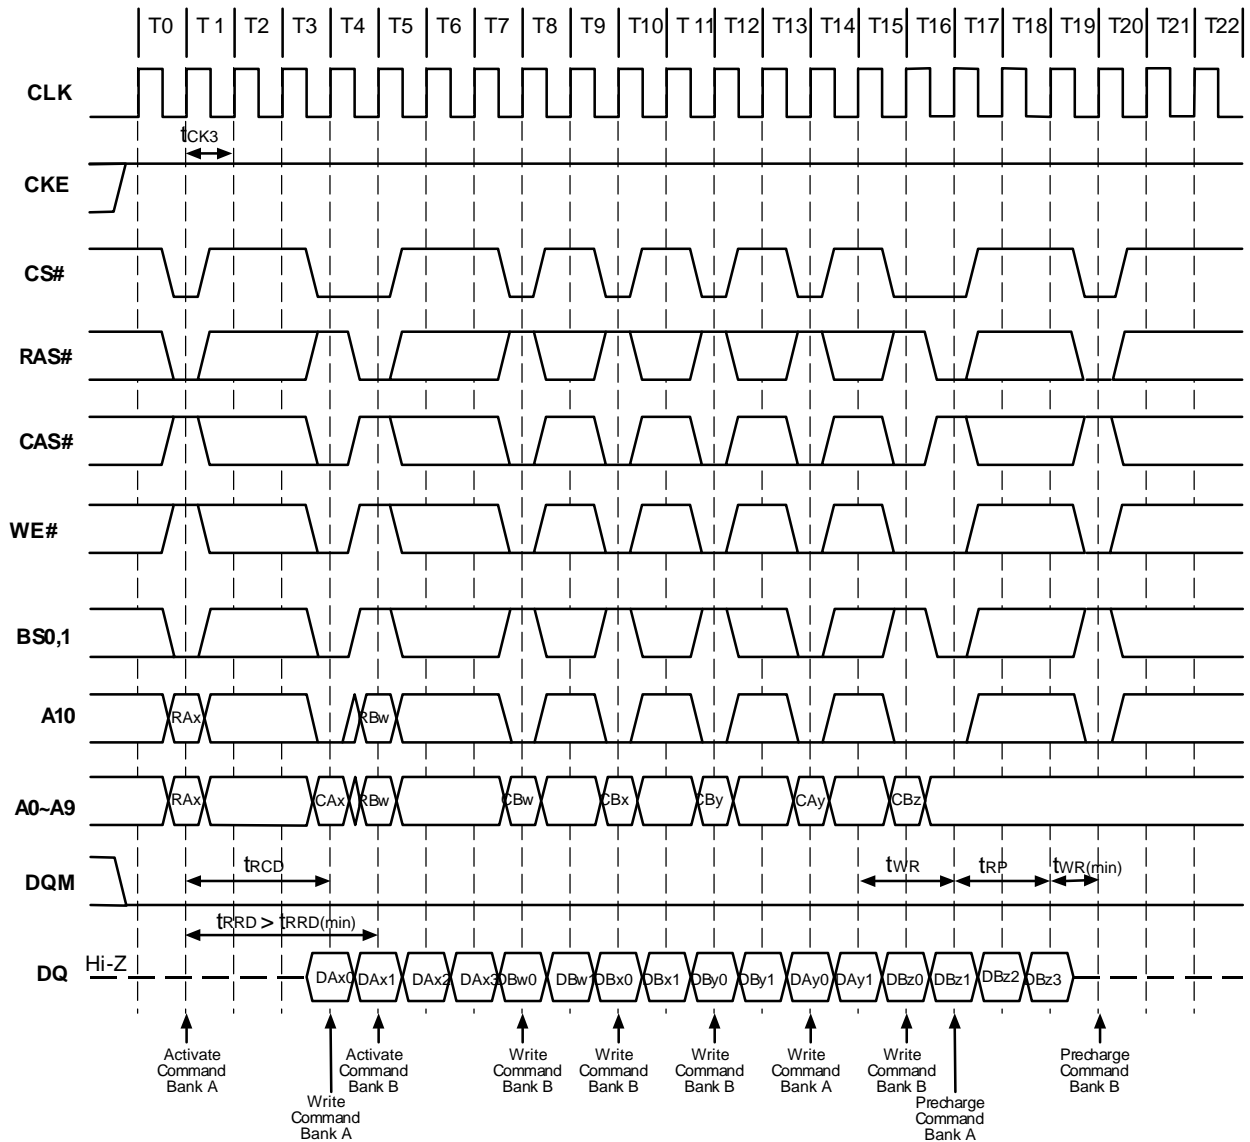 T0 T 1 T2 T3 T4 T5 T6 T7 T8 T9 T10 T 11 T12 T13 T14 T15 T16 T17 T18 T19 T20 T21 T22
CLK
tCK3
CKE
CS#
RAS#
CAS#
WE#
BS0,1
A10
RAx RBw
A0~A9
RAx CAx RBw CBw CBx CBy CAy CBz
DQM
tRCD tWR tRP tWR(min)
tRRD > tRRD(min)
DQ
Hi-Z
DAx0 DAx1 DAx2 DAx3 DBw0 DBw1 DBx0 DBx1 DBy0 DBy1 DAy0 DAy1 DBz0 DBz1 DBz2 DBz3
Activate
Command
Bank A
Write
Command
Bank A
Activate
Command
Bank B
Write
Command
Bank B
Write
Command
Bank B
Write
Command
Bank B
Write
Command
Bank A
Write
Command
Bank B
Precharge
Command
Bank A
Precharge
Command
Bank B